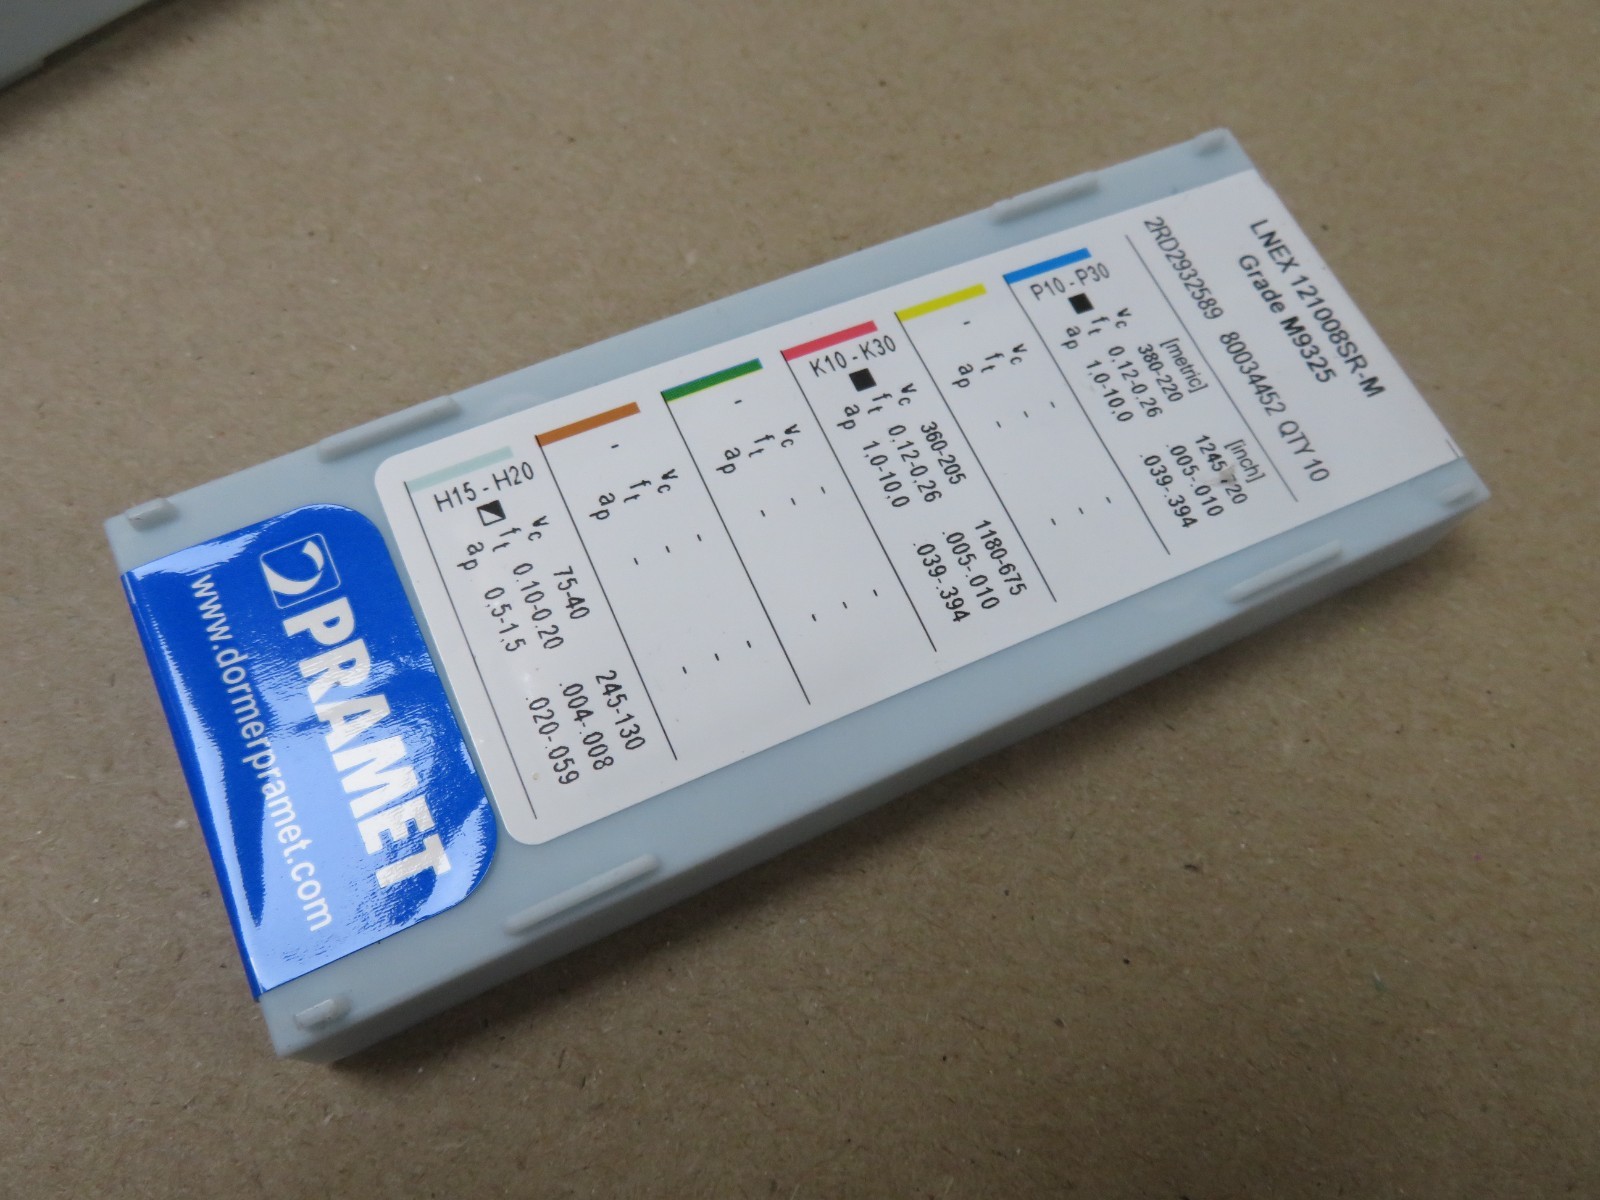 LNEX 121008SR-M
Grade M9325
2RD2932589 80034452 QTY10
[metric] [inch]
P10 - P30 vc 380-220 1245-720
ft 0.12-0.26 .005-.010
ap 1.0-10.0 .039-.394
- vc - -
ft - -
ap - -
K10 - K30 vc 360-205 1180-675
ft 0.12-0.26 .005-.010
ap 1.0-10.0 .039-.394
- vc - -
ft - -
ap - -
- vc - -
ft - -
ap - -
H15 - H20 vc 75-40 245-130
ft 0.10-0.20 .004-.008
ap 0.5-1.5 .020-.059
PRAMET
www.dormerpramet.com